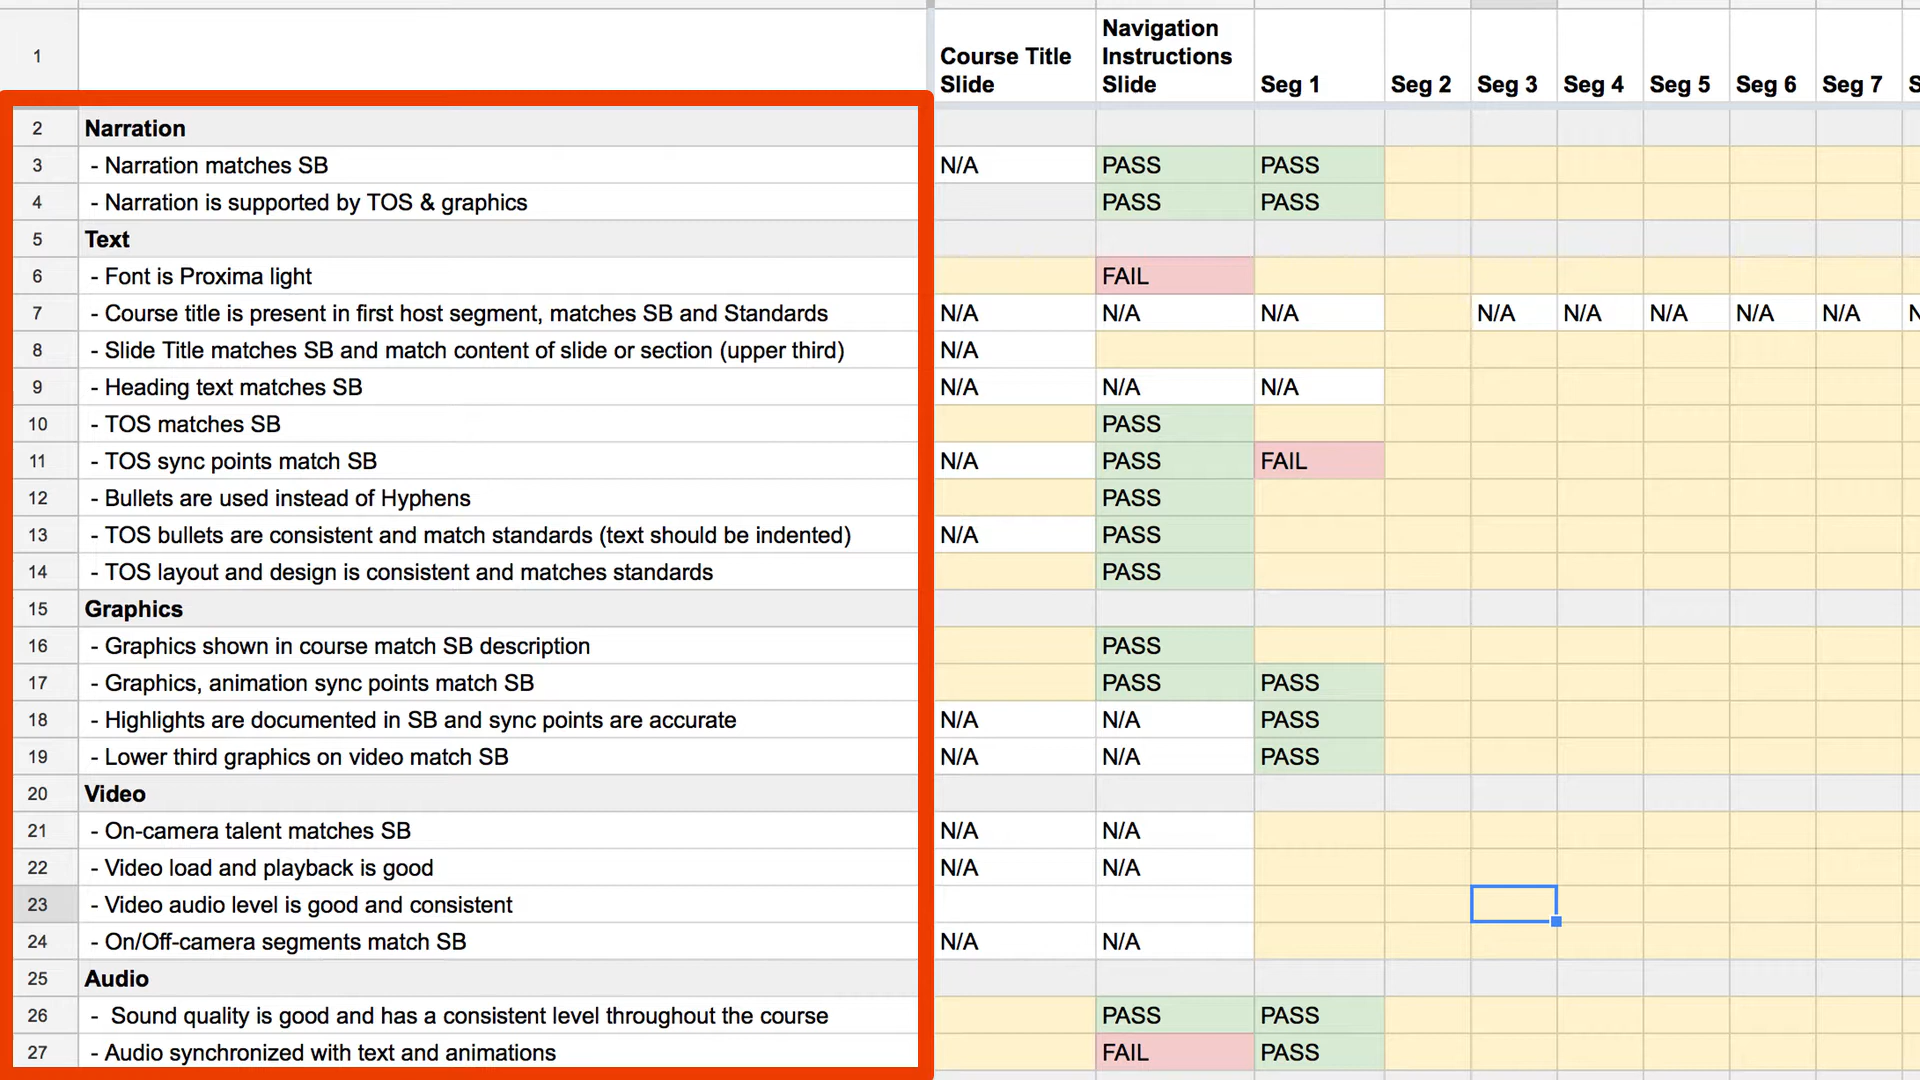 1 Course Title Slide Navigation Instructions Slide Seg 1 Seg 2 Seg 3 Seg 4 Seg 5 Seg 6 Seg 7
2 Narration
3 - Narration matches SB N/A PASS PASS
4 - Narration is supported by TOS & graphics PASS PASS
5 Text
6 - Font is Proxima light FAIL
7 - Course title is present in first host segment, matches SB and Standards N/A N/A N/A N/A N/A N/A N/A N/A
8 - Slide Title matches SB and match content of slide or section (upper third) N/A
9 - Heading text matches SB N/A N/A N/A
10 - TOS matches SB PASS
11 - TOS sync points match SB N/A PASS FAIL
12 - Bullets are used instead of Hyphens PASS
13 - TOS bullets are consistent and match standards (text should be indented) N/A PASS
14 - TOS layout and design is consistent and matches standards PASS
15 Graphics
16 - Graphics shown in course match SB description PASS
17 - Graphics, animation sync points match SB PASS PASS
18 - Highlights are documented in SB and sync points are accurate N/A N/A PASS
19 - Lower third graphics on video match SB N/A N/A PASS
20 Video
21 - On-camera talent matches SB N/A N/A
22 - Video load and playback is good N/A N/A
23 - Video audio level is good and consistent
24 - On/Off-camera segments match SB N/A N/A
25 Audio
26 - Sound quality is good and has a consistent level throughout the course PASS PASS
27 - Audio synchronized with text and animations FAIL PASS